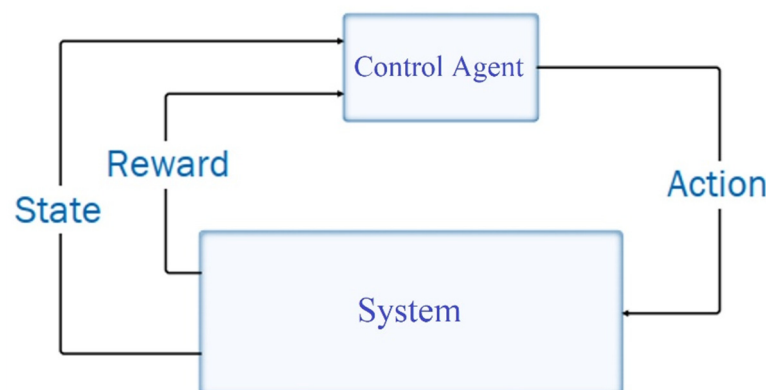 Control Agent
Reward
Action
State
System